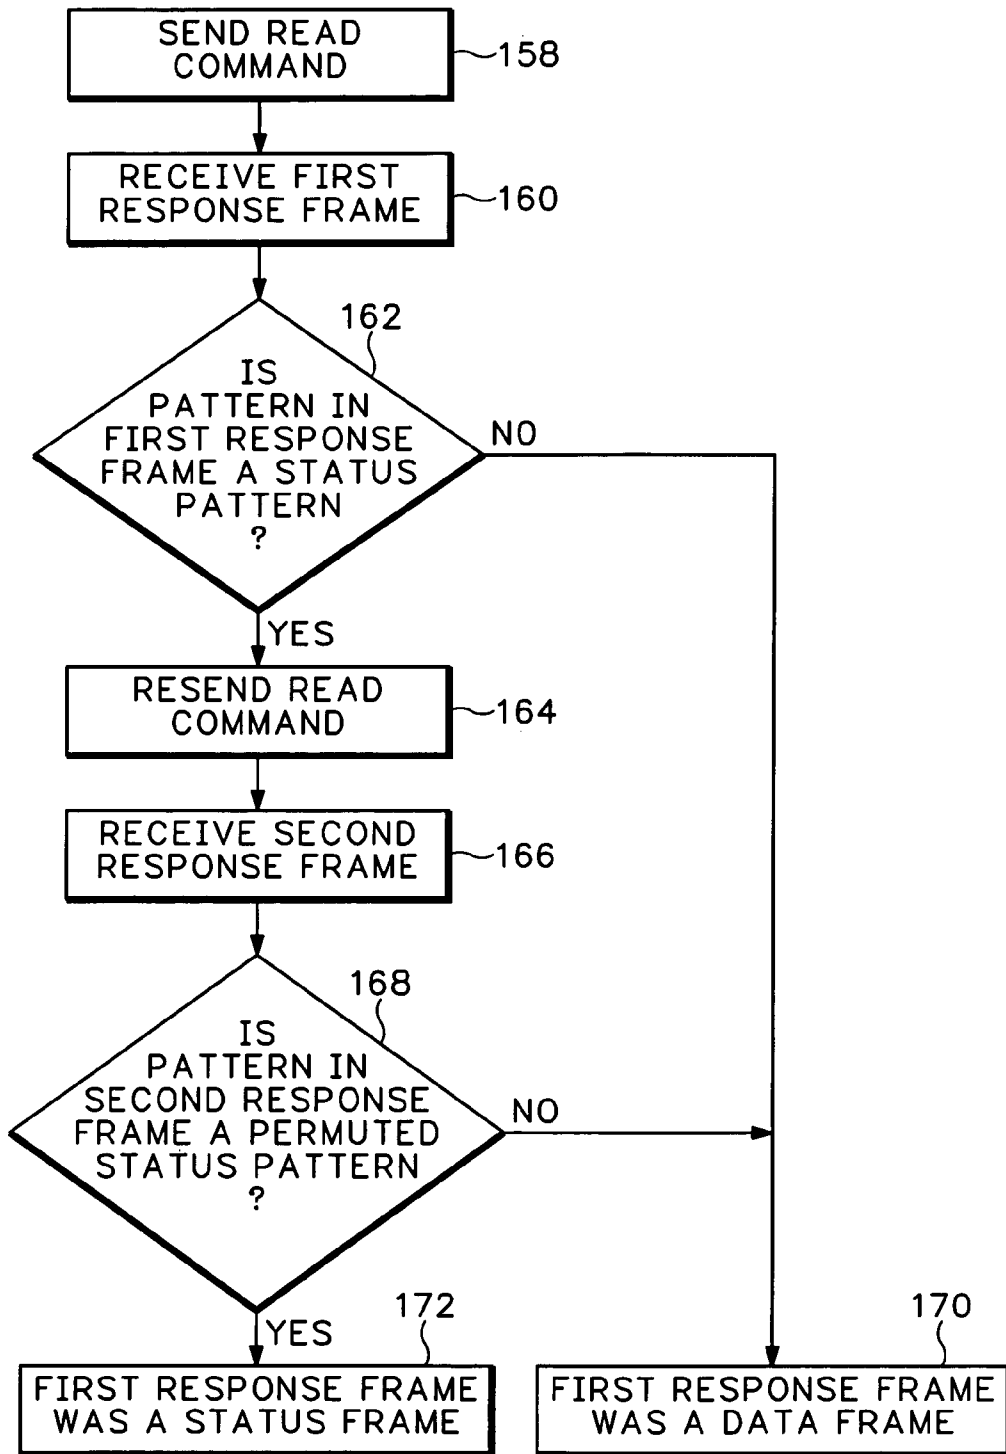 SEND READ
COMMAND
158
RECEIVE FIRST
RESPONSE FRAME
160
162
IS
PATTERN IN
FIRST RESPONSE
FRAME A STATUS
PATTERN
?
NO
YES
RESEND READ
COMMAND
164
RECEIVE SECOND
RESPONSE FRAME
166
168
IS
PATTERN IN
SECOND RESPONSE
FRAME A PERMUTED
STATUS PATTERN
?
NO
YES
172
FIRST RESPONSE FRAME
WAS A STATUS FRAME
170
FIRST RESPONSE FRAME
WAS A DATA FRAME